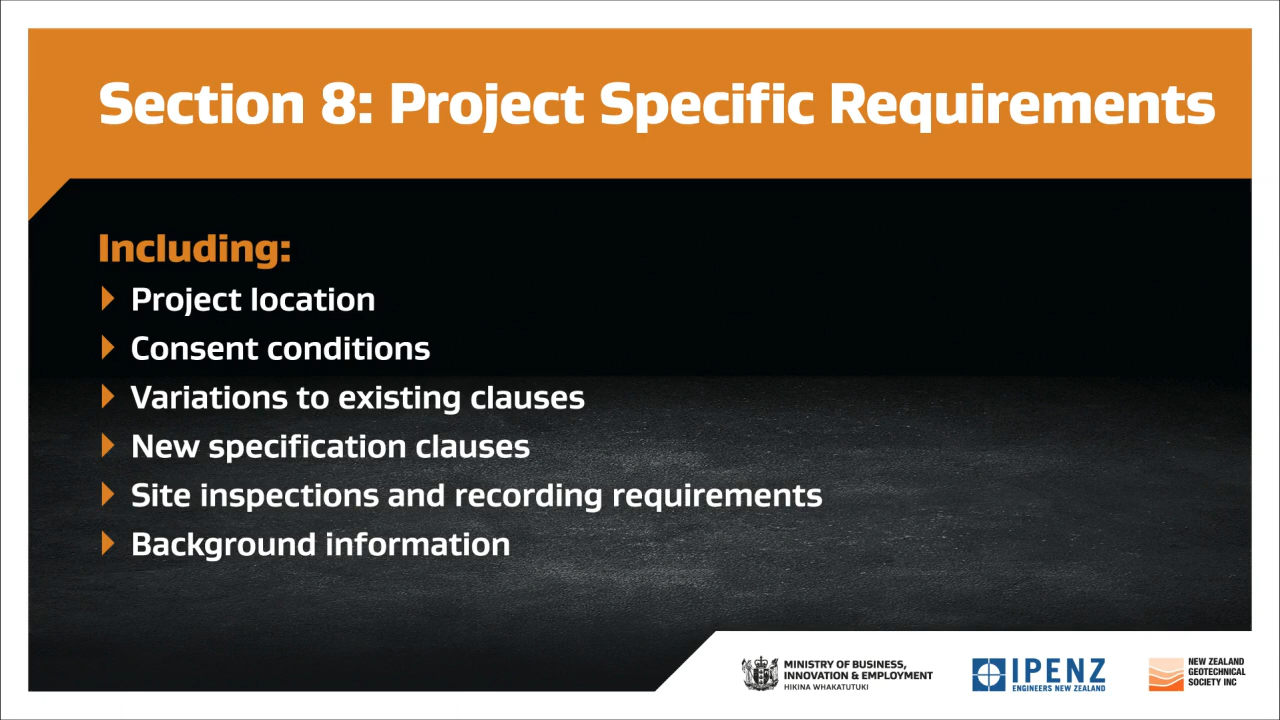 Section 8: Project Specific Requirements
Including:
Project location
Consent conditions
Variations to existing clauses
New specification clauses
Site inspections and recording requirements
Background information
MINISTRY OF BUSINESS,
INNOVATION & EMPLOYMENT
HIKINA WHAKATUTUKI
IPENZ
ENGINEERS NEW ZEALAND
NEW ZEALAND
GEOTECHNICAL
SOCIETY INC